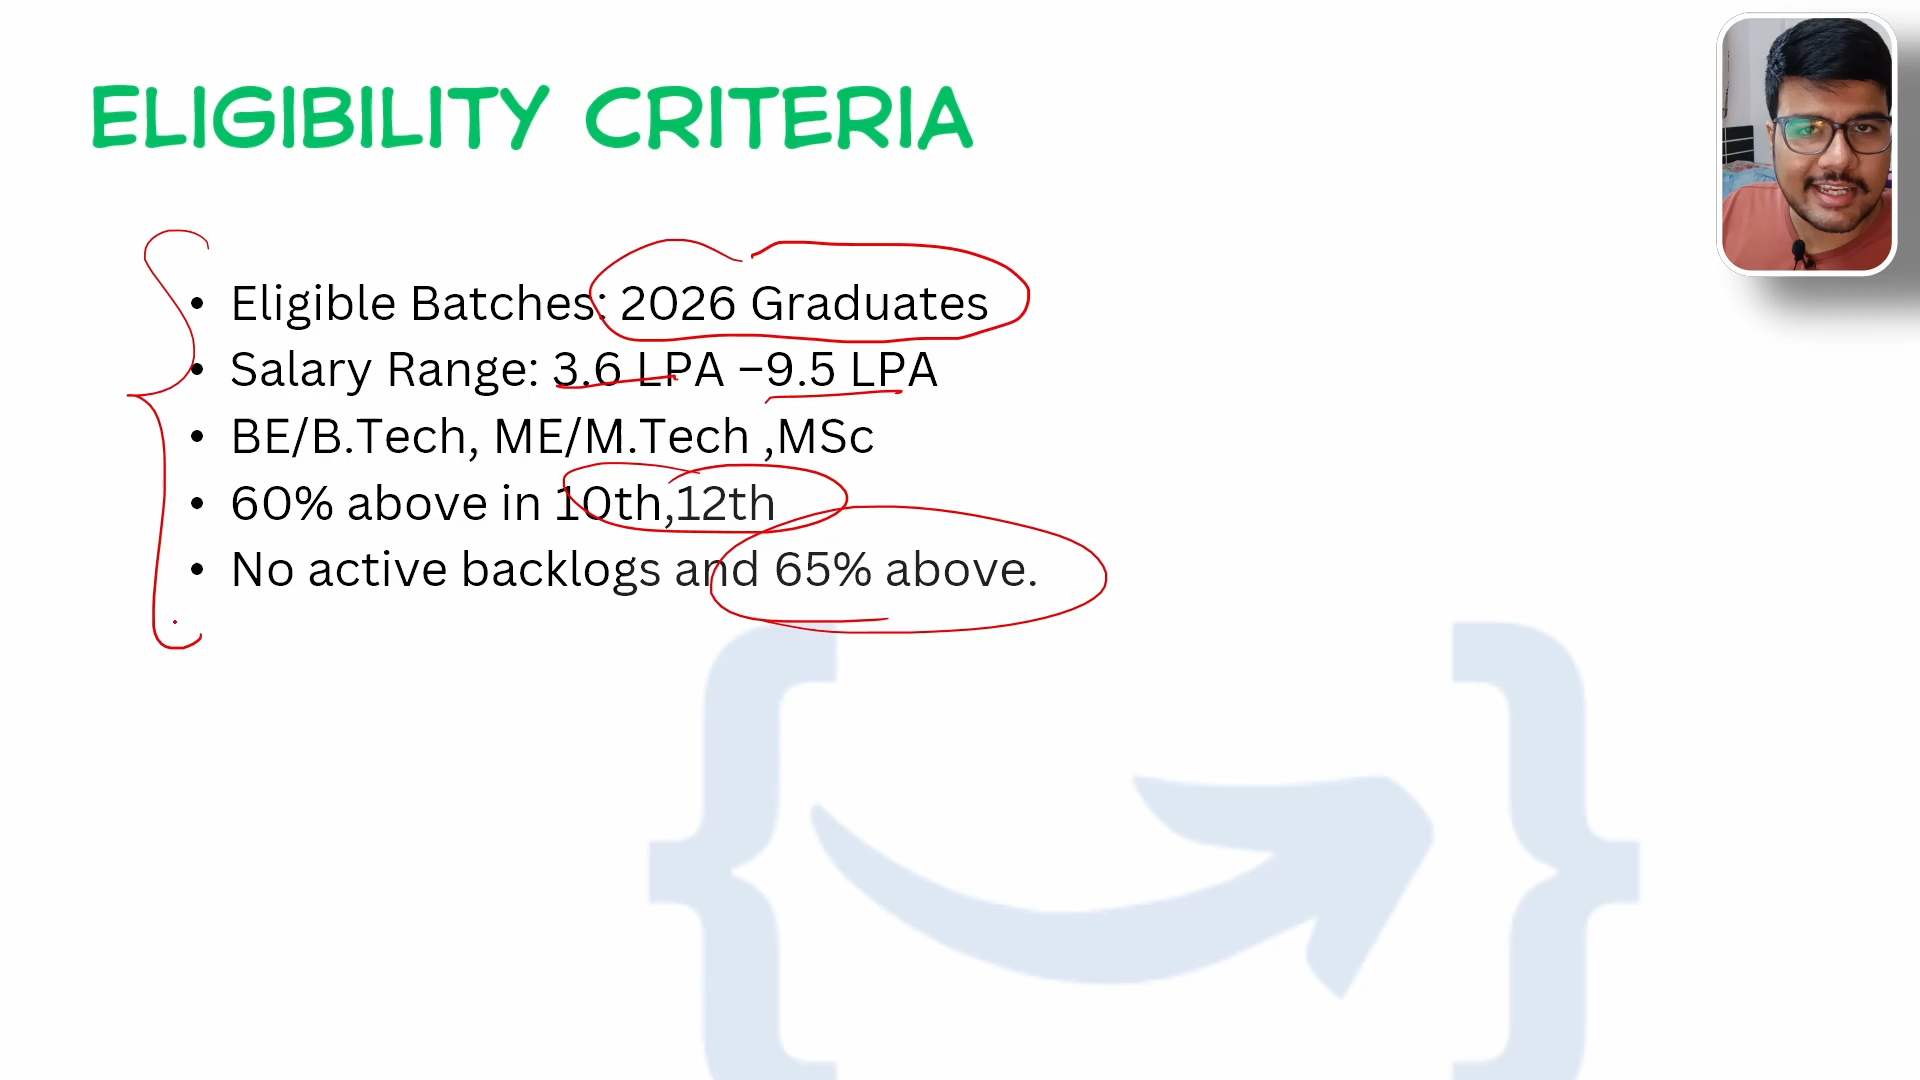 ELIGIBILITY CRITERIA
• Eligible Batches: 2026 Graduates
• Salary Range: 3.6 LPA –9.5 LPA
• BE/B.Tech, ME/M.Tech ,MSc
• 60% above in 10th,12th
• No active backlogs and 65% above.